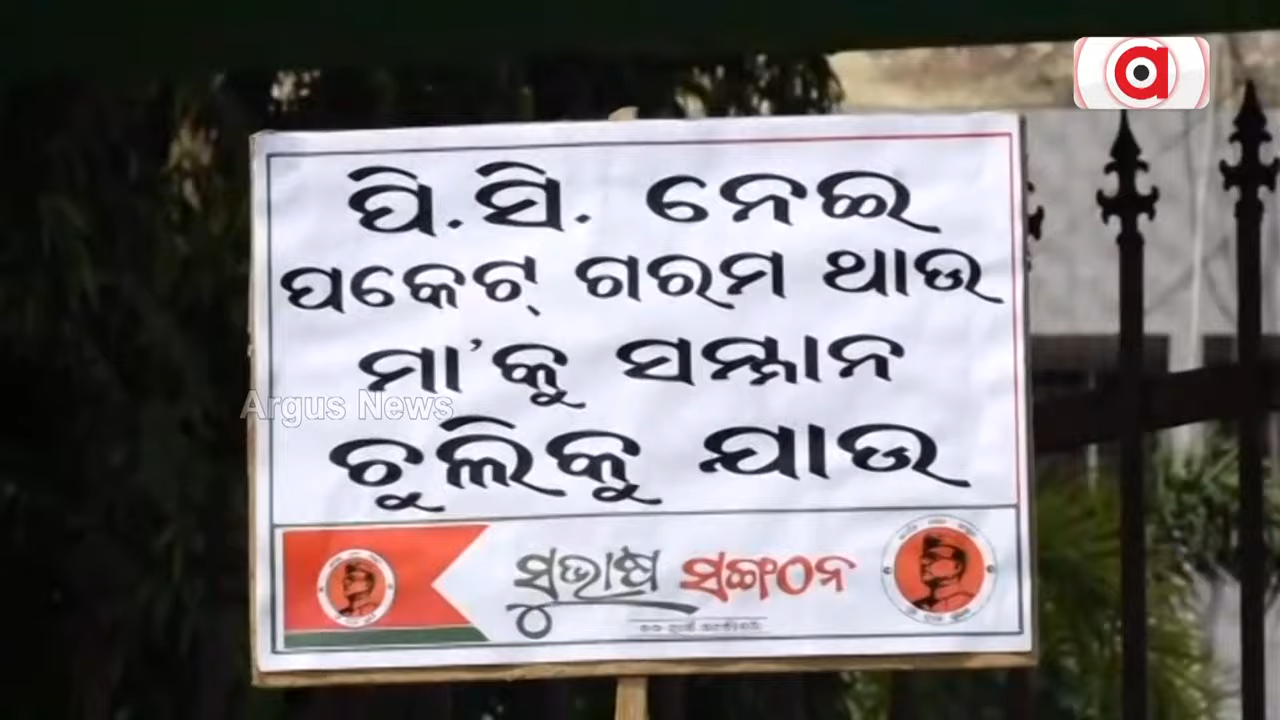 ପି.ସି. ନେଇ
ପକେଟ୍ ଗରମ ଥାଉ
ମା'କୁ ସମ୍ମାନ
ଚୁଲିକୁ ଯାଉ
ସୁଭାଷ ସଙ୍ଗଠନ
Argus News
a